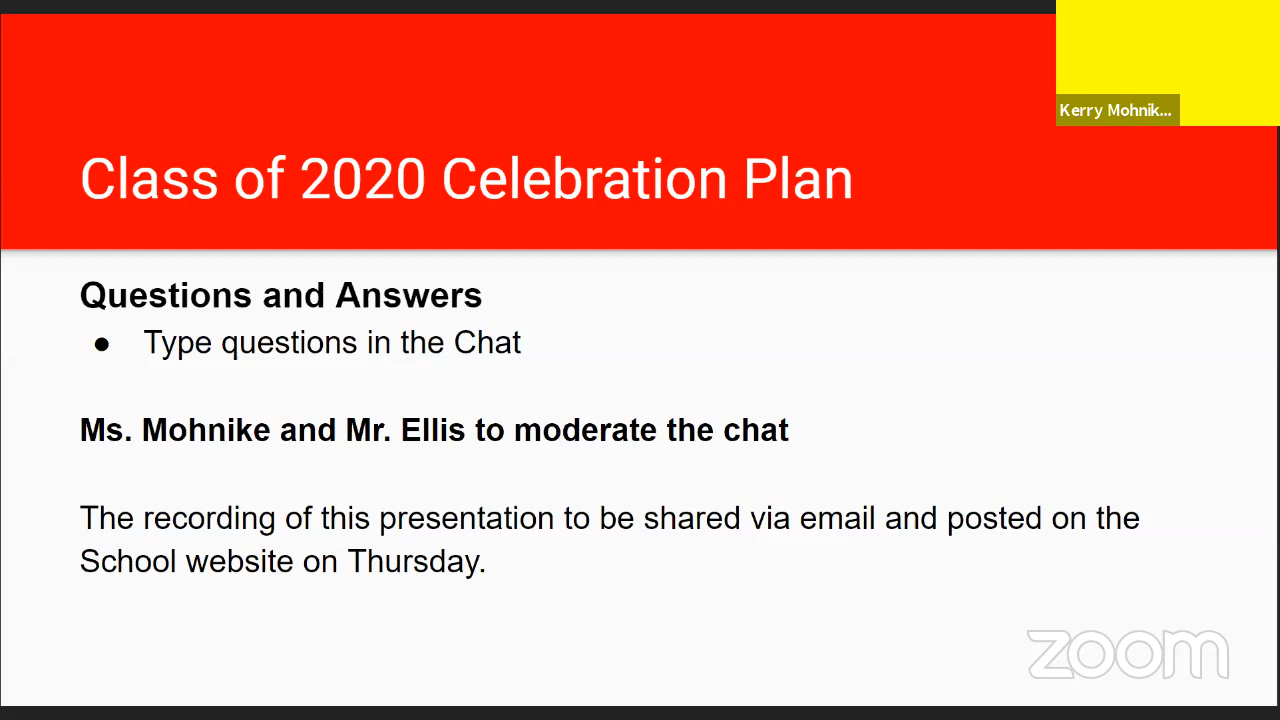 Kerry Mohnik...
Class of 2020 Celebration Plan
Questions and Answers
● Type questions in the Chat
Ms. Mohnike and Mr. Ellis to moderate the chat
The recording of this presentation to be shared via email and posted on the
School website on Thursday.
zoom